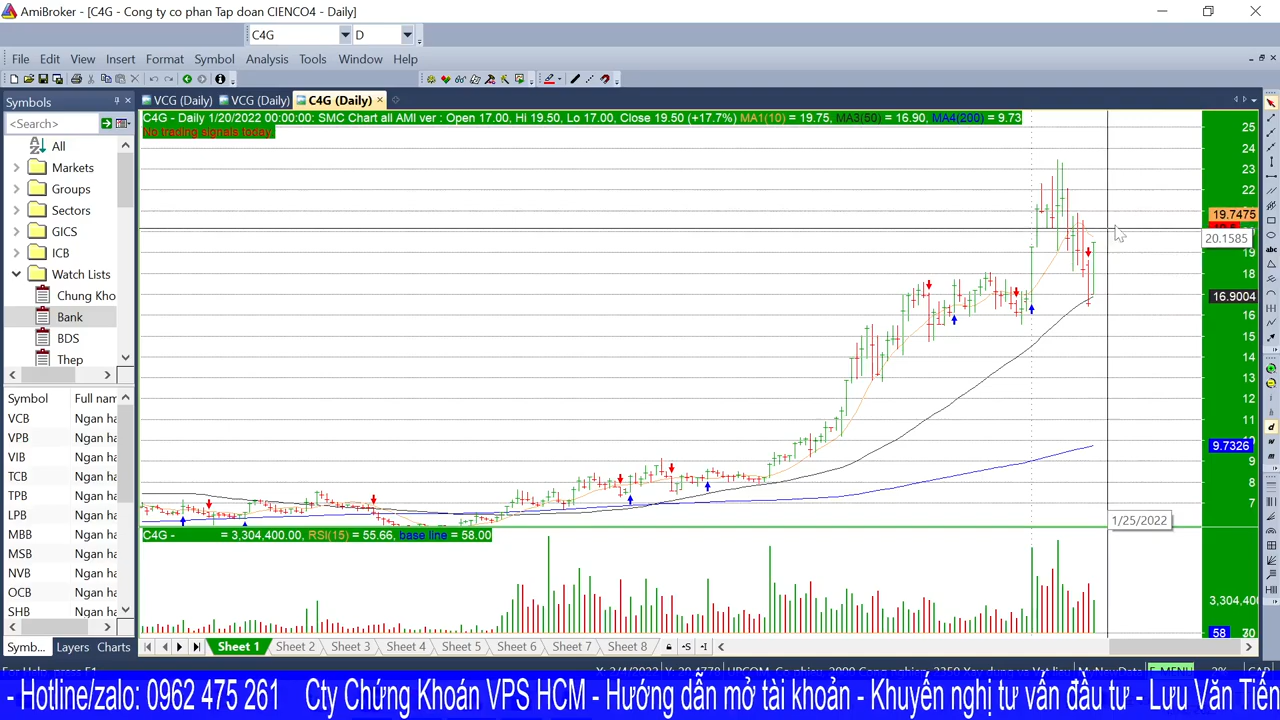 AmiBroker - [C4G - Cong ty co phan Tap doan CIENCO4 - Daily]
C4G
D
File Edit View Insert Format Symbol Analysis Tools Window Help
Symbols
VCG (Daily) VCG (Daily) C4G (Daily)
<Search>
All
Markets
Groups
Sectors
GICS
ICB
Watch Lists
Chung Kho
Bank
BDS
Thep
Symbol Full nam
VCB Ngan ha
VPB Ngan ha
VIB Ngan ha
TCB Ngan ha
TPB Ngan ha
LPB Ngan ha
MBB Ngan ha
MSB Ngan ha
NVB Ngan ha
OCB Ngan ha
SHB Ngan ha
Symb... Layers Charts
C4G - Daily 1/20/2022 00:00:00: SMC Chart all AMI ver : Open 17.00, Hi 19.50, Lo 17.00, Close 19.50 (+17.7%) MA1(10) = 19.75, MA3(50) = 16.90, MA4(200) = 9.73
No trading signals today.
25
24
23
22
19.7475
20.1585
19
18
16.9004
16
15
14
13
12
11
9.7326
9
8
7
1/25/2022
C4G - = 3,304,400.00, RSI(15) = 55.66, base line = 58.00
3,304,400
58
Sheet 1 Sheet 2 Sheet 3 Sheet 4 Sheet 5 Sheet 6 Sheet 7 Sheet 8
For Help, press F1
- Hotline/zalo: 0962 475 261 Cty Chứng Khoán VPS HCM - Hướng dẫn mở tài khoản - Khuyến nghị tư vấn đầu tư - Lưu Văn Tiến